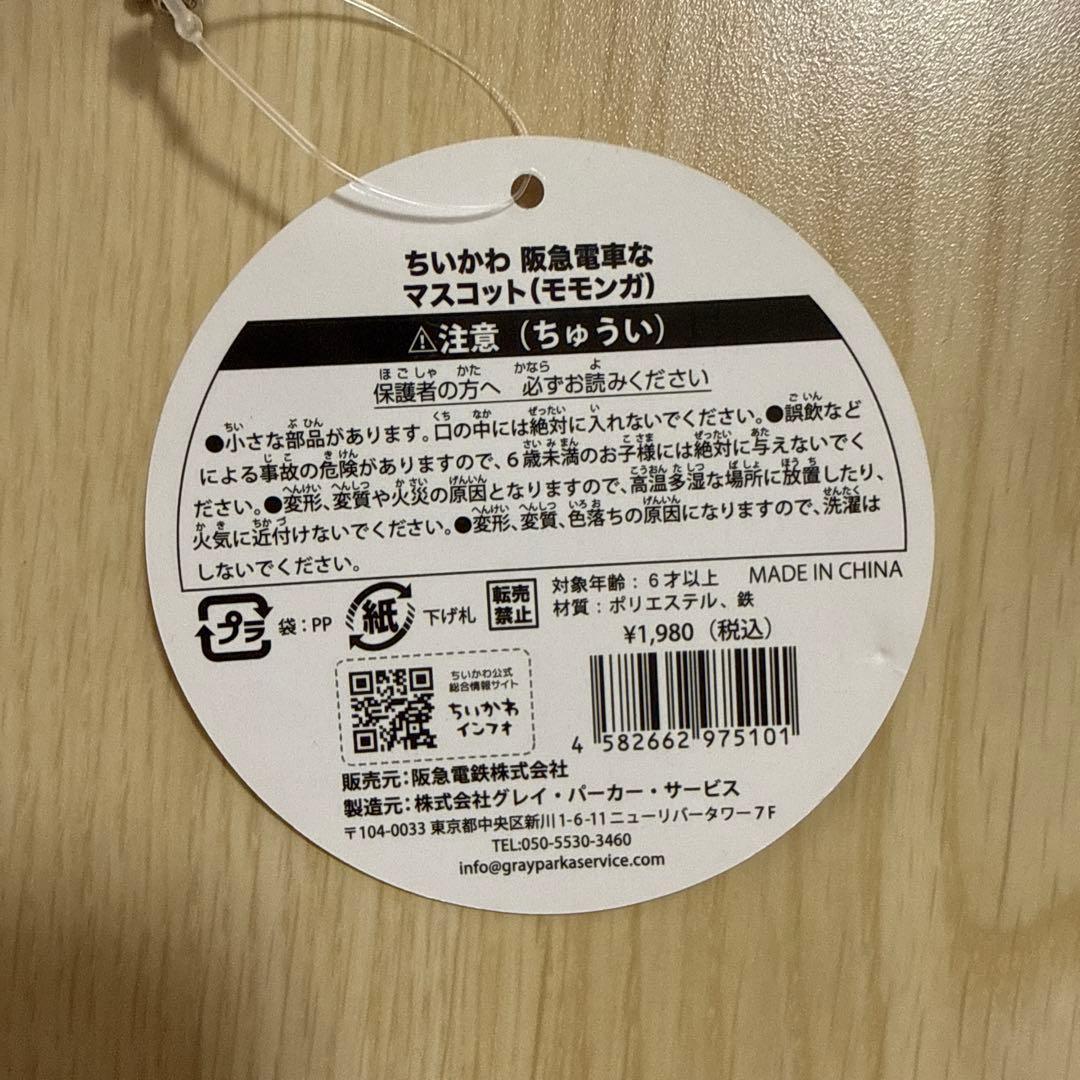 ちいかわ 阪急電車な
マスコット(モモンガ)
⚠注意(ちゅうい)
保護者の方へ 必ずお読みください
●小さな部品があります。口の中には絶対に入れないでください。●誤飲など
による事故の危険がありますので、6歳未満のお子様には絶対に与えないでく
ださい。●変形、変質や火災の原因となりますので、高温多湿な場所に放置したり、
火気に近付けないでください。●変形、変質、色落ちの原因になりますので、洗濯は
しないでください。
プラ 袋:PP 紙 下げ札 転売禁止
対象年齢:6才以上 MADE IN CHINA
材質:ポリエステル、鉄
¥1,980(税込)
ちいかわ公式
総合情報サイト
ちいかわ
インフォ
4 582662 975101
販売元:阪急電鉄株式会社
製造元:株式会社グレイ・パーカー・サービス
〒104-0033 東京都中央区新川1-6-11ニューリバータワー7F
TEL:050-5530-3460
info@grayparkaservice.com